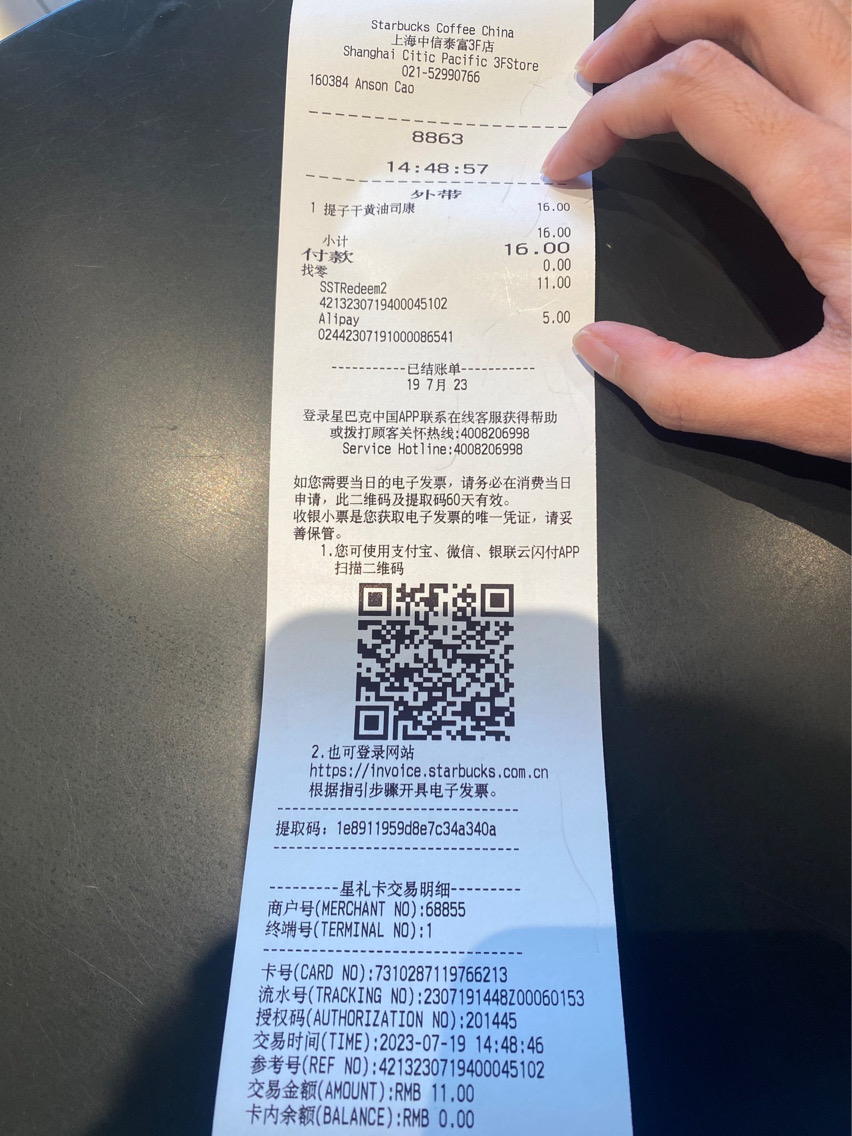 Starbucks Coffee China
上海中信泰富3F店
Shanghai Citic Pacific 3FStore
021-52990766
160384 Anson Cao
8863
14:48:57
外带
1 提子干黄油司康 16.00
小计 16.00
付款 16.00
找零 0.00
SSTRedeem2 11.00
4213230719400045102
Alipay 5.00
02442307191000086541
-----------已结账单-----------
19 7月 23
登录星巴克中国APP联系在线客服获得帮助
或拨打顾客关怀热线:4008206998
Service Hotline:4008206998
如您需要当日的电子发票，请务必在消费当日
申请，此二维码及提取码60天有效。
收银小票是您获取电子发票的唯一凭证，请妥
善保管。
1.您可使用支付宝、微信、银联云闪付APP
扫描二维码
2.也可登录网站
https://invoice.starbucks.com.cn
根据指引步骤开具电子发票。
提取码：1e8911959d8e7c34a340a
---------星礼卡交易明细---------
商户号(MERCHANT NO):68855
终端号(TERMINAL NO):1
卡号(CARD NO):7310287119766213
流水号(TRACKING NO):2307191448Z00060153
授权码(AUTHORIZATION NO):201445
交易时间(TIME):2023-07-19 14:48:46
参考号(REF NO):4213230719400045102
交易金额(AMOUNT):RMB 11.00
卡内余额(BALANCE):RMB 0.00